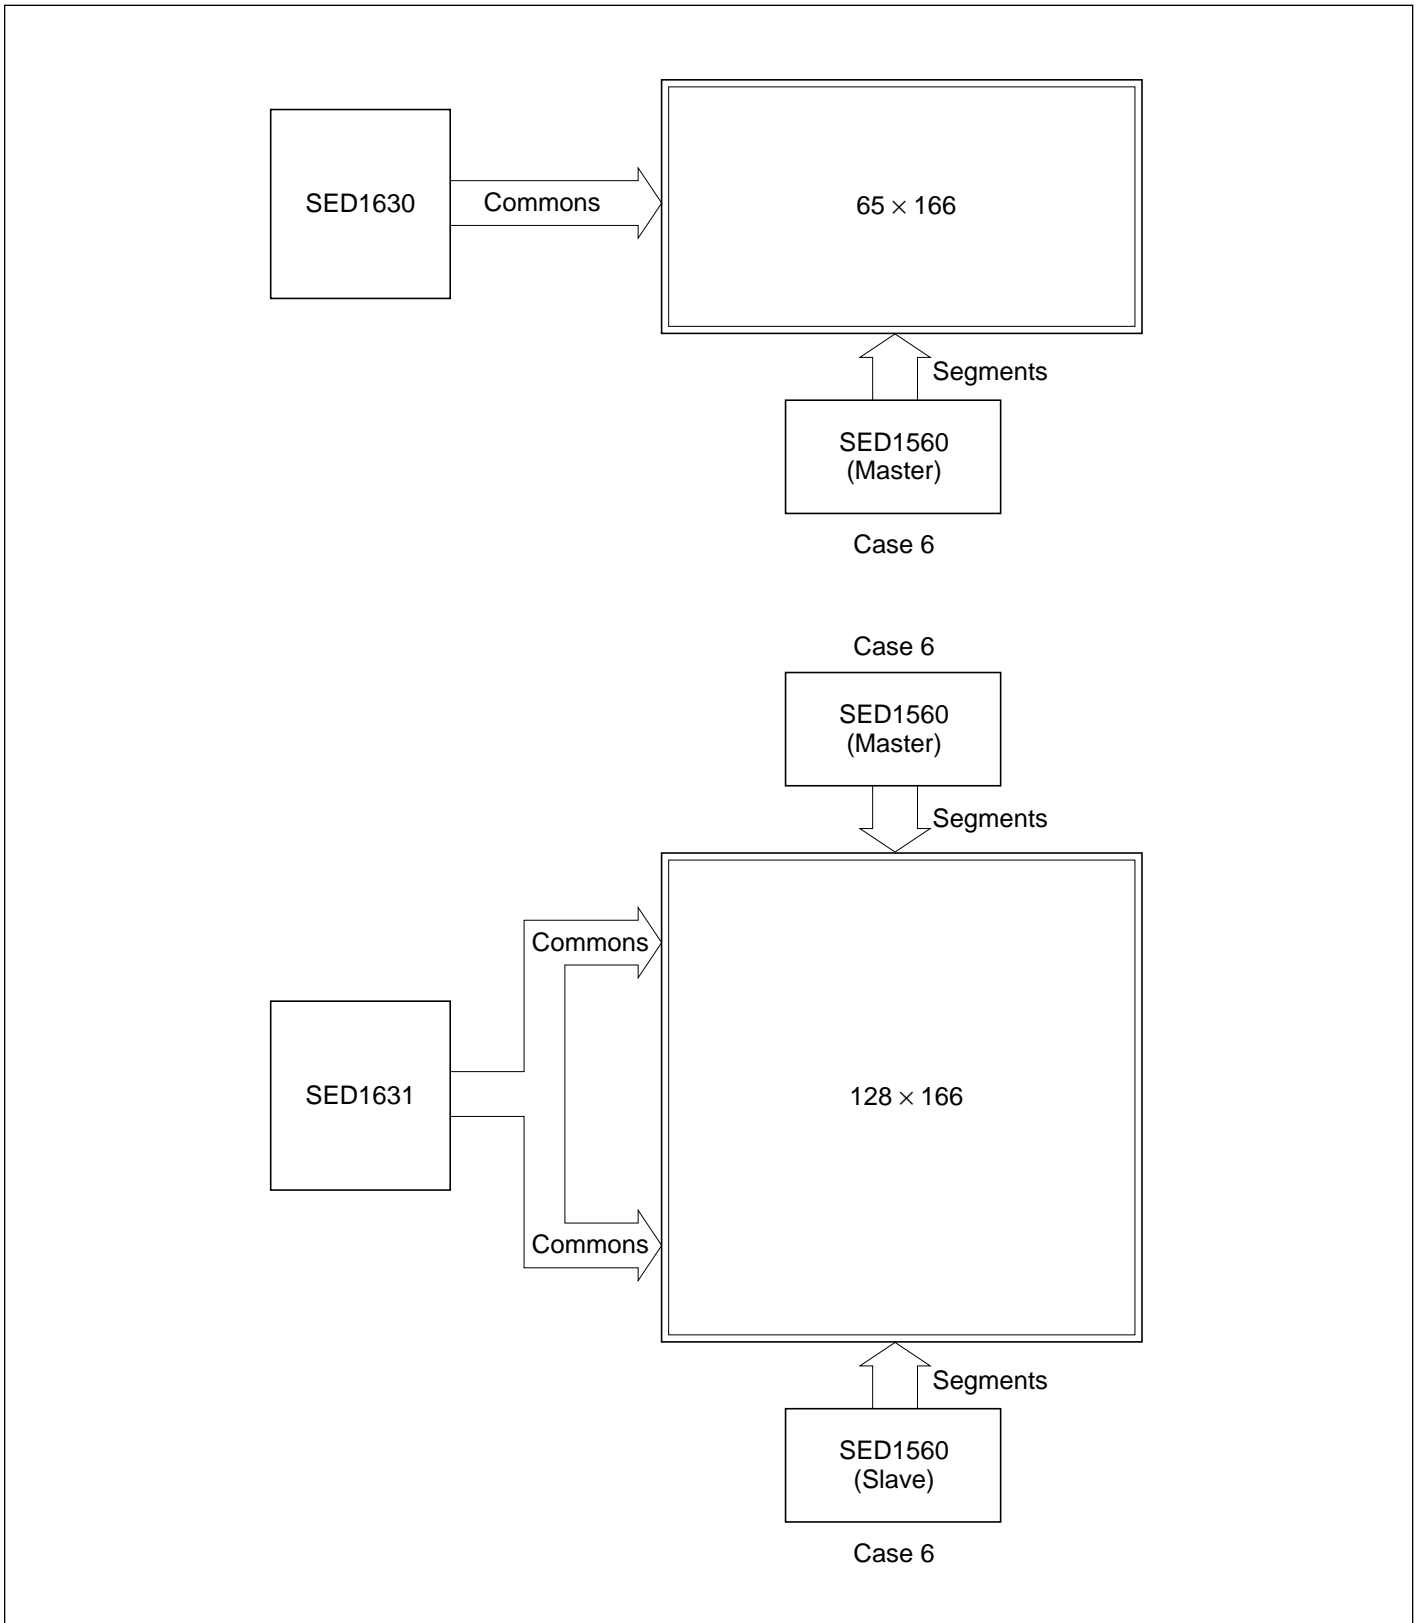 SED1630
Commons
65 × 166
Segments
SED1560
(Master)
Case 6
Case 6
SED1560
(Master)
Segments
Commons
SED1631
128 × 166
Commons
Segments
SED1560
(Slave)
Case 6